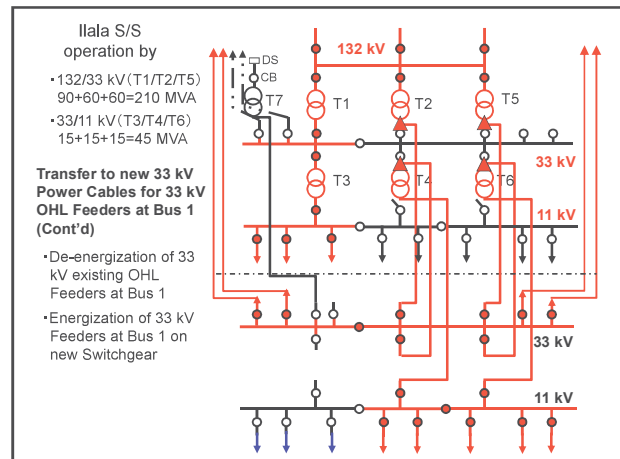 Ilala S/S
operation by
・132/33 kV(T1/T2/T5)
90+60+60=210 MVA
・33/11 kV(T3/T4/T6)
15+15+15=45 MVA
Transfer to new 33 kV
Power Cables for 33 kV
OHL Feeders at Bus 1
(Cont'd)
・De-energization of 33
kV existing OHL
Feeders at Bus 1
・Energization of 33 kV
Feeders at Bus 1 on
new Switchgear
132 kV
DS
CB
T7
T1
T2
T5
33 kV
T3
T4
T6
11 kV
33 kV
11 kV